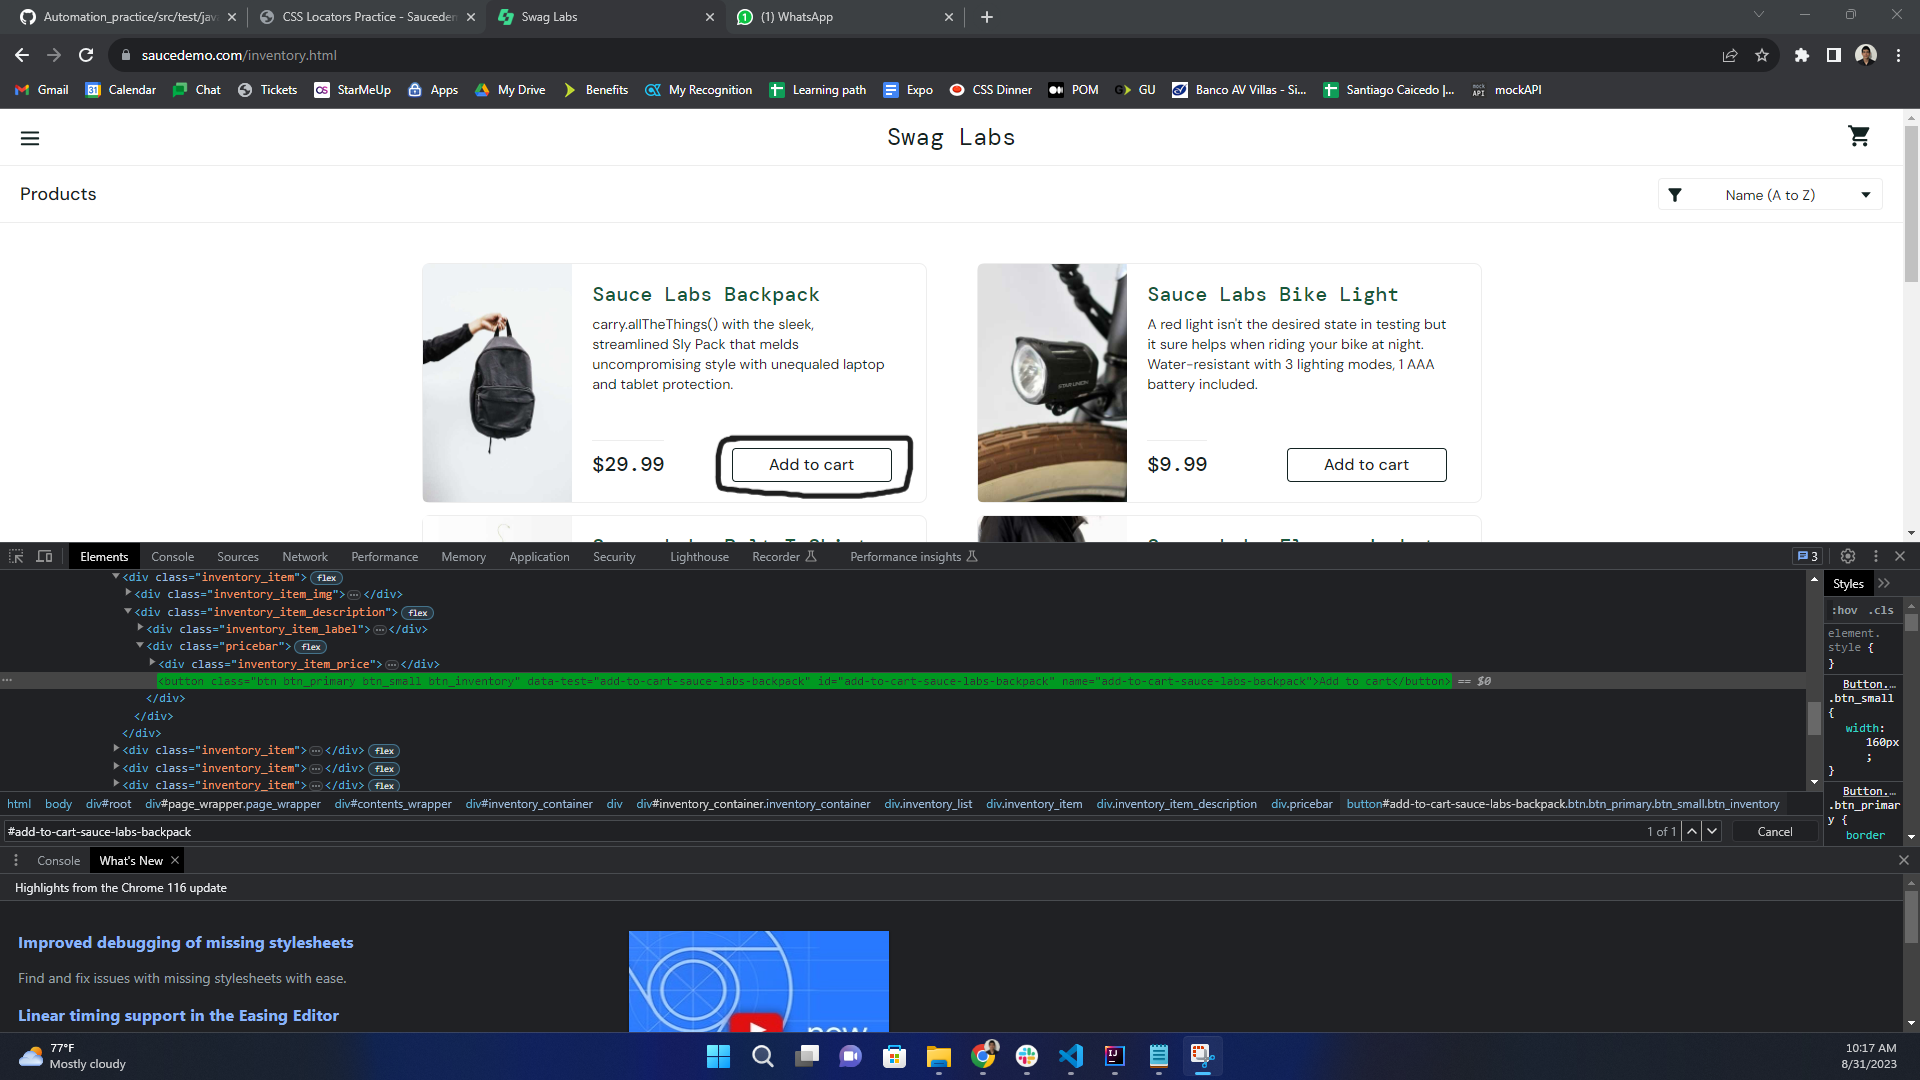 Automation_practice/src/test/jav
CSS Locators Practice - Saucedem
Swag Labs
(1) WhatsApp
saucedemo.com/inventory.html
Gmail
Calendar
Chat
Tickets
StarMeUp
Apps
My Drive
Benefits
My Recognition
Learning path
Expo
CSS Dinner
POM
GU
Banco AV Villas - Si...
Santiago Caicedo |...
mockAPI
Swag Labs
Products
Name (A to Z)
Sauce Labs Backpack
carry.allTheThings() with the sleek,
streamlined Sly Pack that melds
uncompromising style with unequaled laptop
and tablet protection.
$29.99
Add to cart
Sauce Labs Bike Light
A red light isn't the desired state in testing but
it sure helps when riding your bike at night.
Water-resistant with 3 lighting modes, 1 AAA
battery included.
$9.99
Add to cart
Elements
Console
Sources
Network
Performance
Memory
Application
Security
Lighthouse
Recorder
Performance insights
3
<div class="inventory_item"> flex
<div class="inventory_item_img"> ⋯ </div>
<div class="inventory_item_description"> flex
<div class="inventory_item_label"> ⋯ </div>
<div class="pricebar"> flex
<div class="inventory_item_price"> ⋯ </div>
<button class="btn btn_primary btn_small btn_inventory" data-test="add-to-cart-sauce-labs-backpack" id="add-to-cart-sauce-labs-backpack" name="add-to-cart-sauce-labs-backpack">Add to cart</button> == $0
</div>
</div>
</div>
<div class="inventory_item"> ⋯ </div> flex
<div class="inventory_item"> ⋯ </div> flex
<div class="inventory_item"> ⋯ </div> flex
Styles
:hov .cls
element.
style {
}
Button.…
.btn_small
{
width:
160px
;
}
Button.…
.btn_primar
y {
border
html
body
div#root
div#page_wrapper.page_wrapper
div#contents_wrapper
div#inventory_container
div
div#inventory_container.inventory_container
div.inventory_list
div.inventory_item
div.inventory_item_description
div.pricebar
button#add-to-cart-sauce-labs-backpack.btn.btn_primary.btn_small.btn_inventory
#add-to-cart-sauce-labs-backpack
1 of 1
Cancel
Console
What's New
Highlights from the Chrome 116 update
Improved debugging of missing stylesheets
Find and fix issues with missing stylesheets with ease.
Linear timing support in the Easing Editor
new
77°F
Mostly cloudy
10:17 AM
8/31/2023